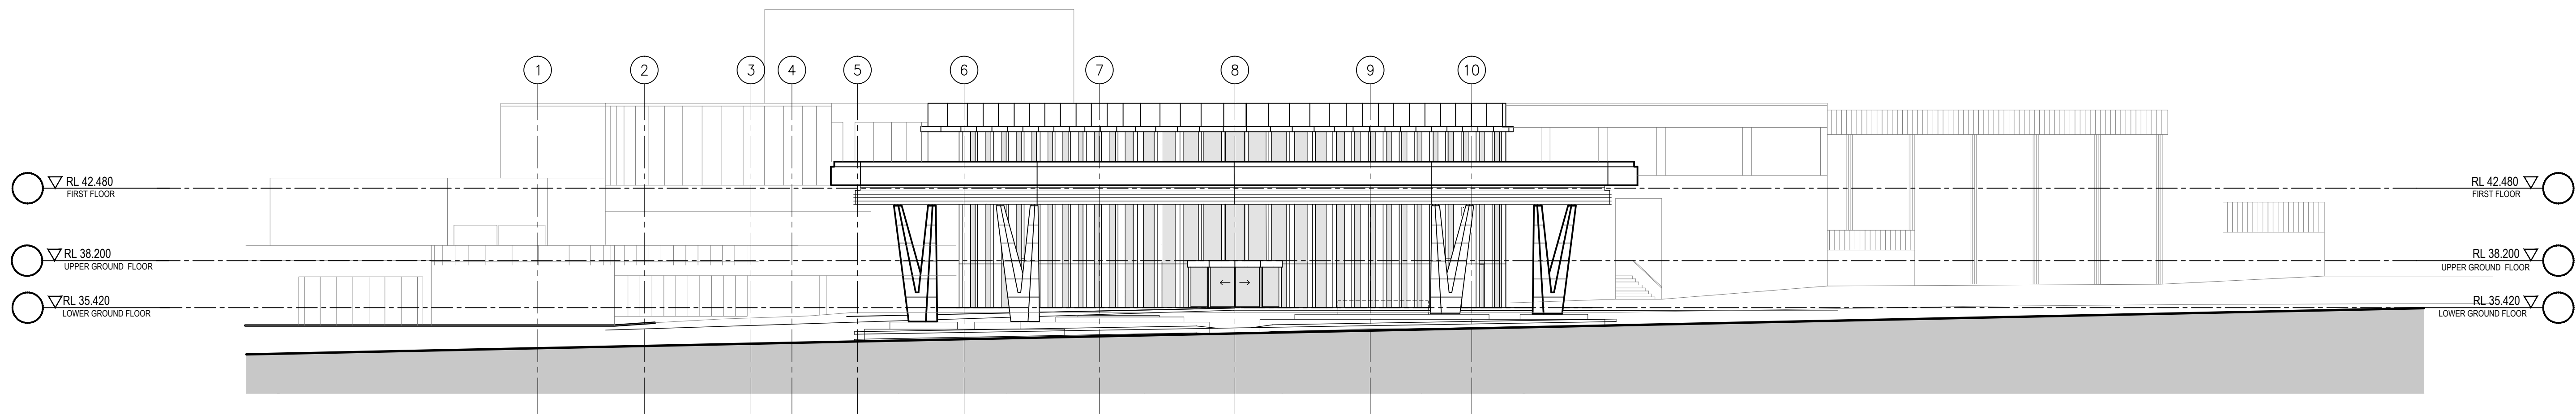 1 2 3 4 5 6 7 8 9 10
RL 42.480
FIRST FLOOR
RL 42.480
FIRST FLOOR
RL 38.200
UPPER GROUND FLOOR
RL 38.200
UPPER GROUND FLOOR
RL 35.420
LOWER GROUND FLOOR
RL 35.420
LOWER GROUND FLOOR